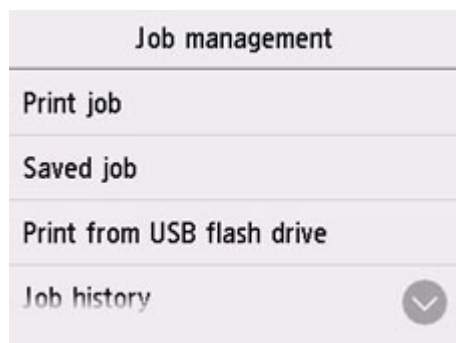 Job management
Print job
Saved job
Print from USB flash drive
Job history